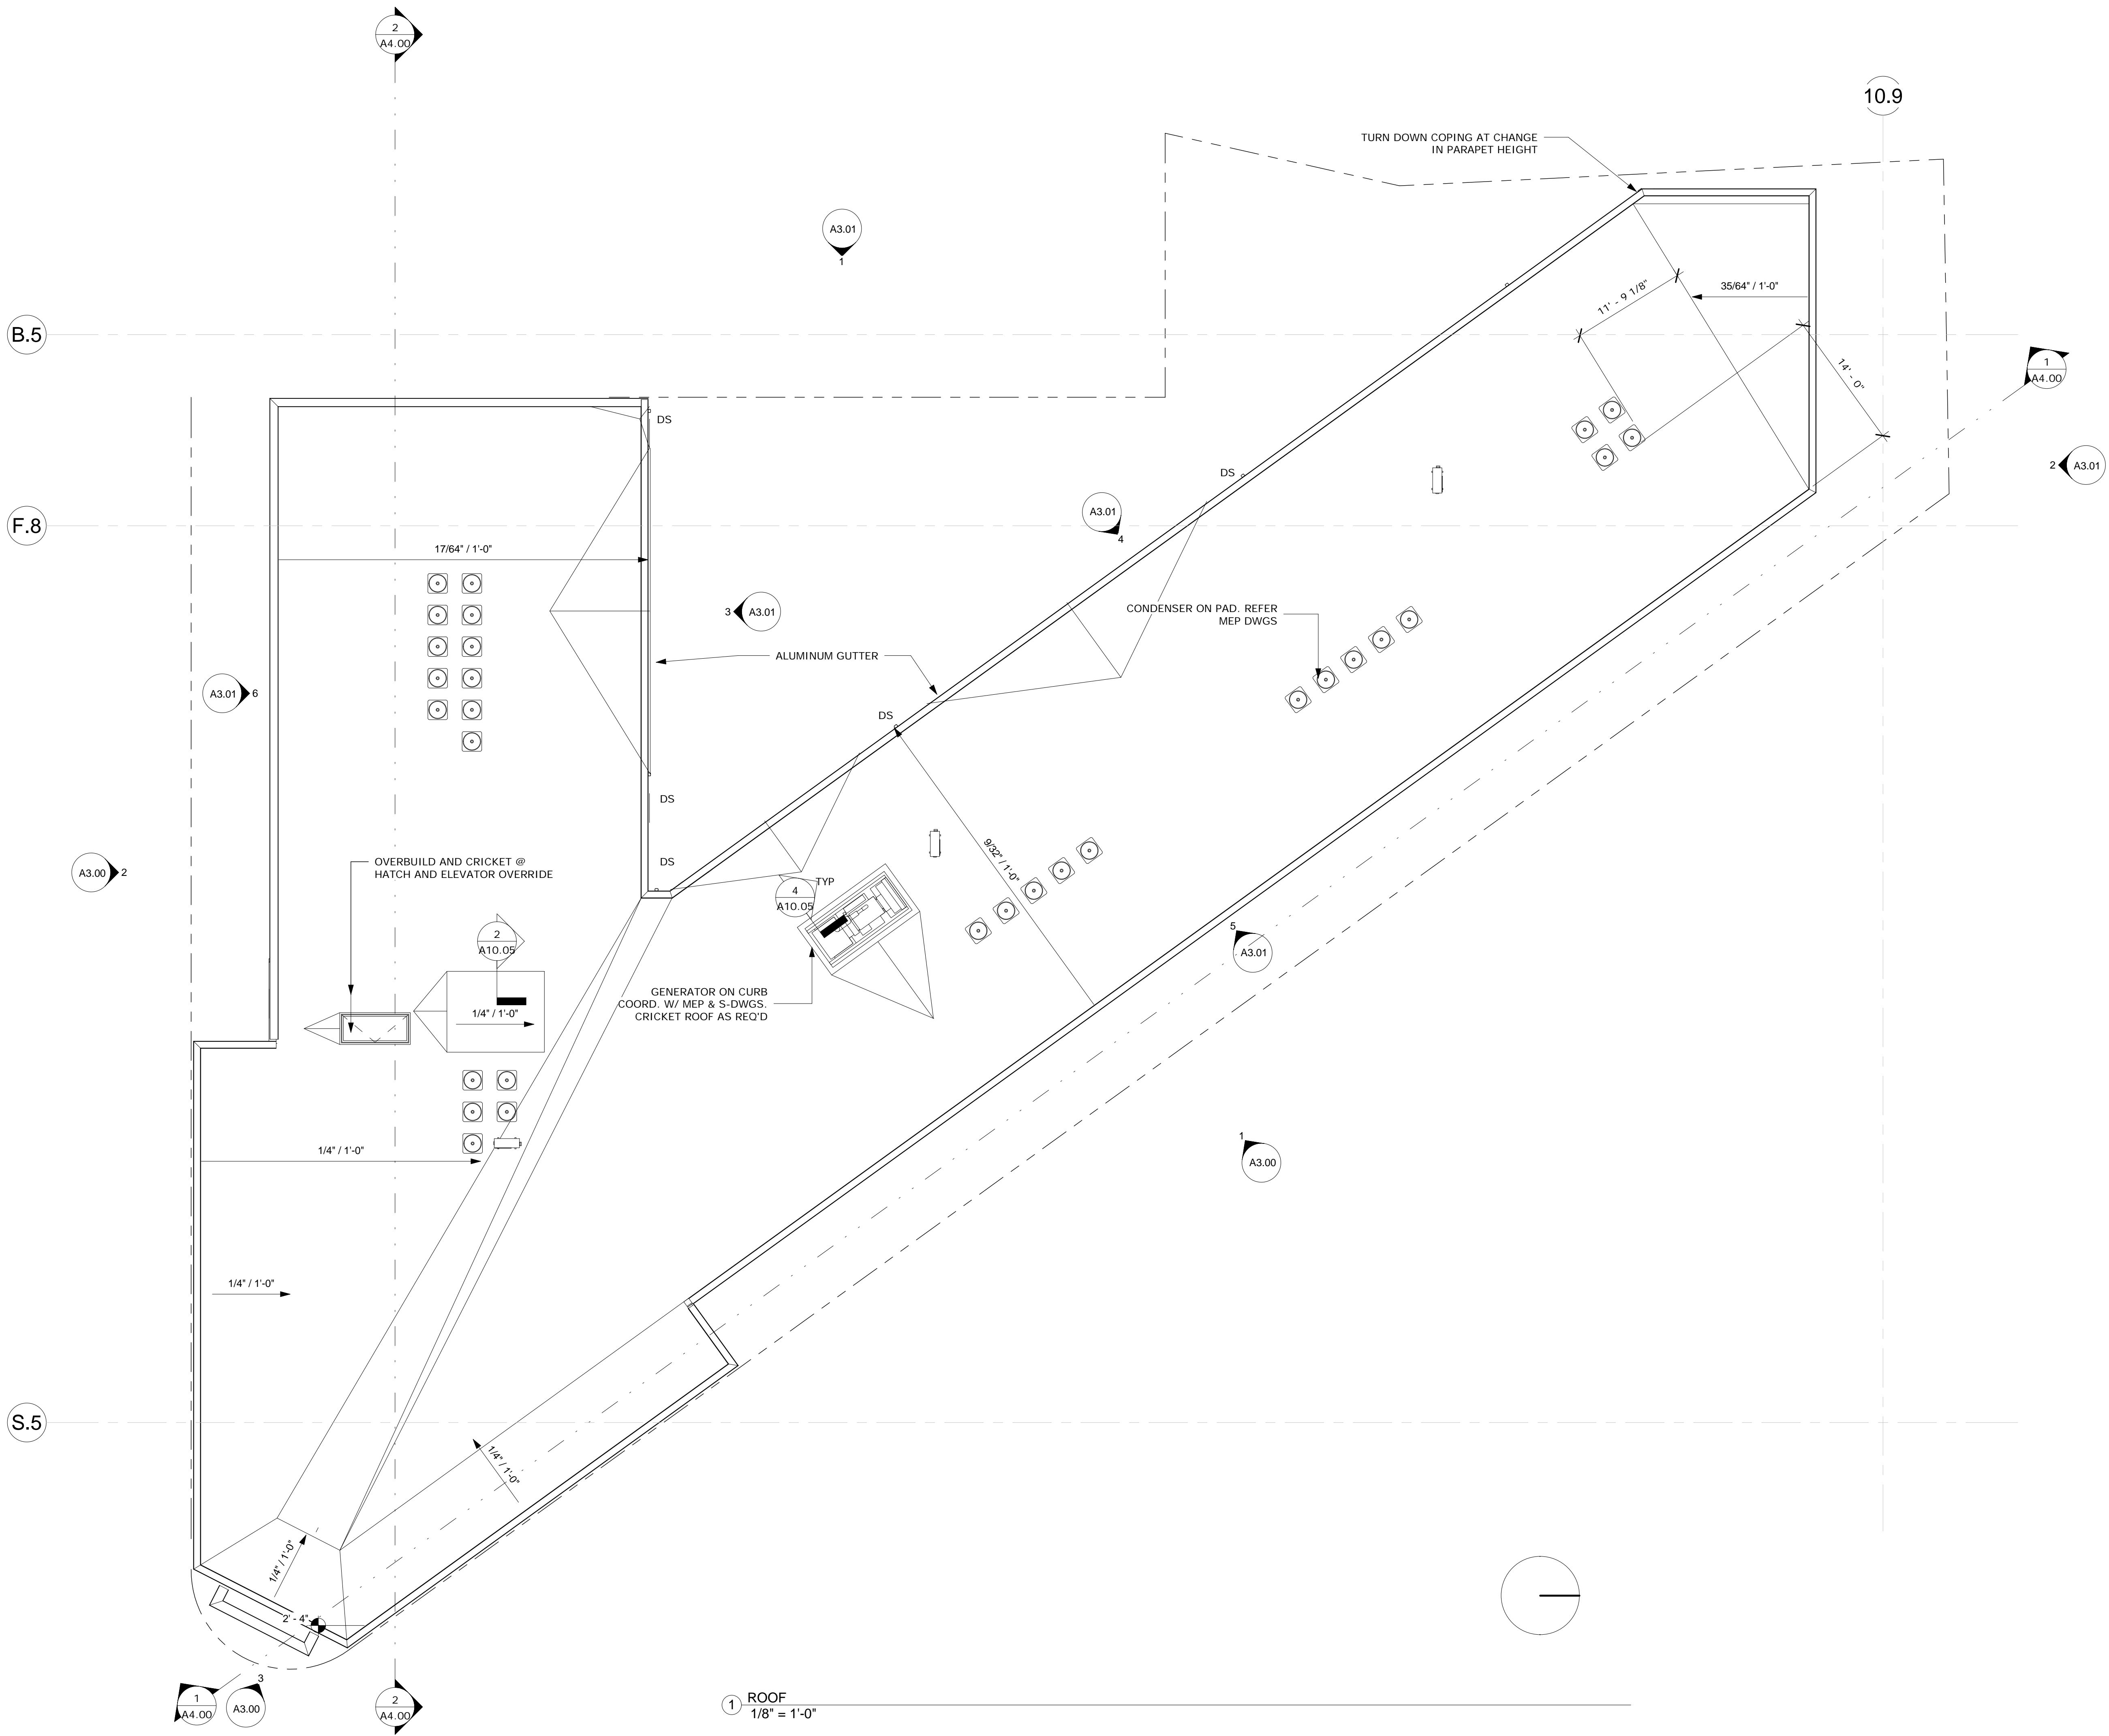 2
A4.00
10.9
TURN DOWN COPING AT CHANGE
IN PARAPET HEIGHT
A3.01
1
11' - 9 1/8"
35/64" / 1'-0"
B.5
14' - 0"
1
A4.00
DS
2
A3.01
DS
F.8
A3.01
4
17/64" / 1'-0"
3
A3.01
CONDENSER ON PAD. REFER
MEP DWGS
ALUMINUM GUTTER
A3.01
6
DS
DS
DS
9/32" / 1'-0"
OVERBUILD AND CRICKET @
HATCH AND ELEVATOR OVERRIDE
A3.00
2
TYP
4
A10.05
2
A10.05
5
A3.01
GENERATOR ON CURB
COORD. W/ MEP & S-DWGS.
CRICKET ROOF AS REQ'D
1/4" / 1'-0"
1
A3.00
1/4" / 1'-0"
1/4" / 1'-0"
S.5
1/4" / 1'-0"
1/4" / 1'-0"
2' - 4"
3
A3.00
1
A4.00
2
A4.00
1
ROOF
1/8" = 1'-0"